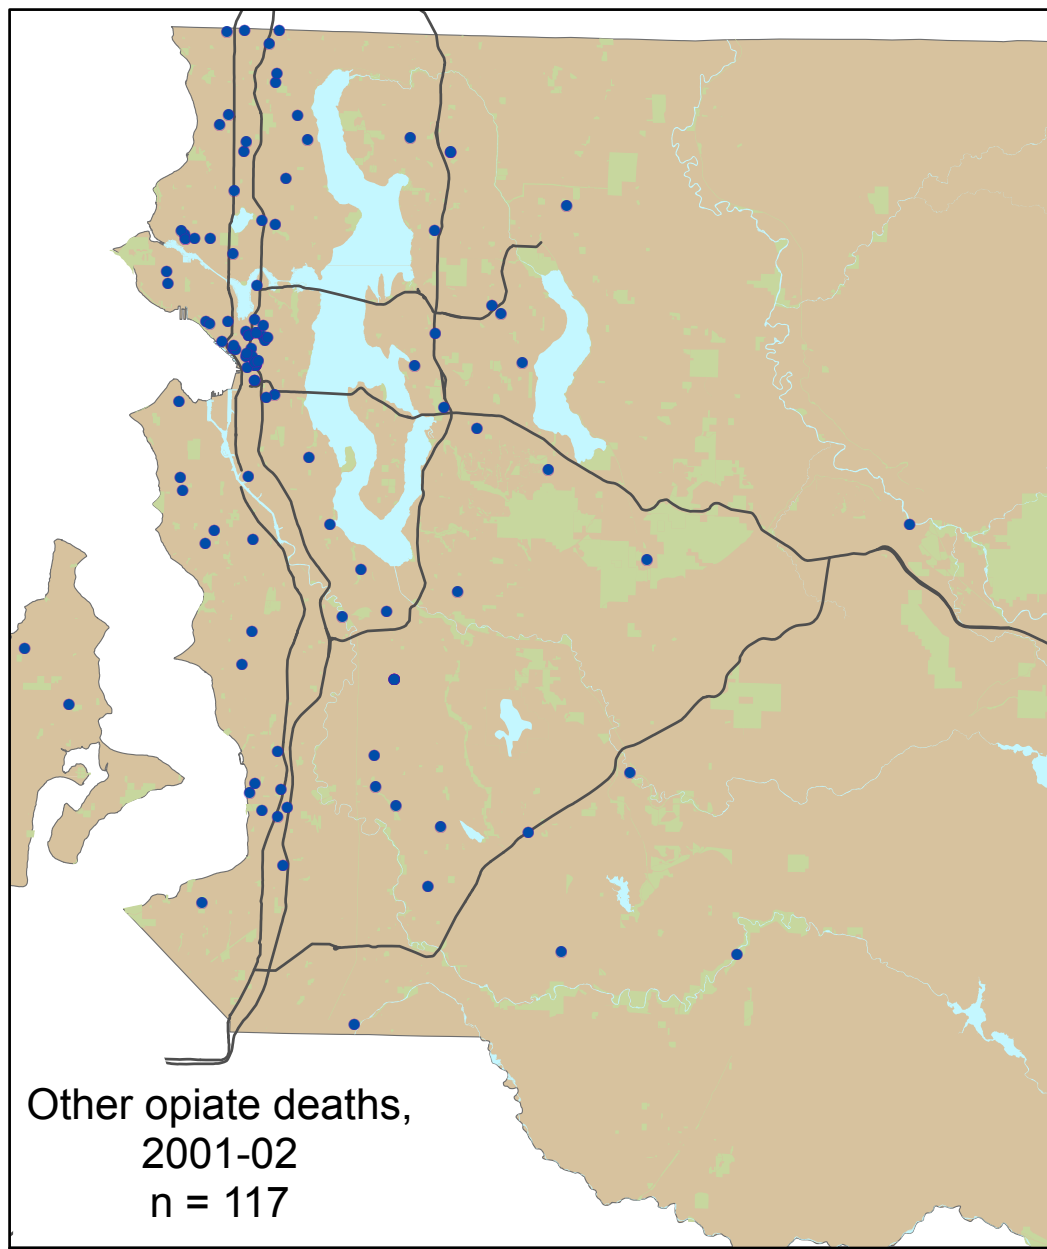 Other opiate deaths,
2001-02
n = 117